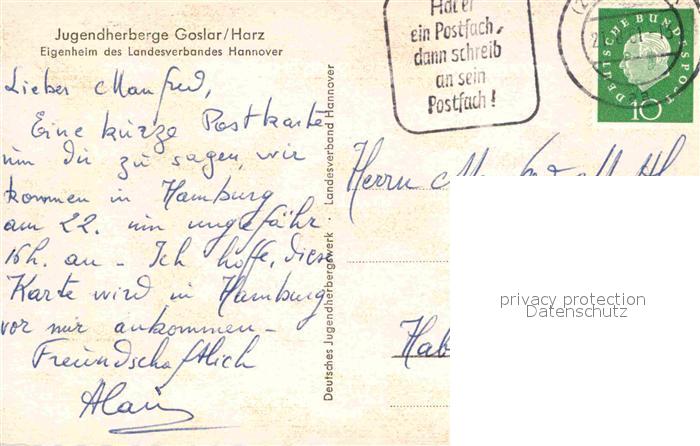 Jugendherberge Goslar/Harz
Eigenheim des Landesverbandes Hannover
Lieber Manfred,
Eine kurze Postkarte
um Dir zu sagen, wir
kommen in Hamburg
am 22. um ungefähr
16h. an - Ich hoffe, diese
Karte wird in Hamburg
vor mir ankommen -
Freundschaftlich
Alain
Deutsches Jugendherbergswerk · Landesverband Hannover
Hat er
ein Postfach,
dann schreib
an sein
Postfach!
DEUTSCHE BUNDESPOST
10
Herrn
privacy protection
Datenschutz